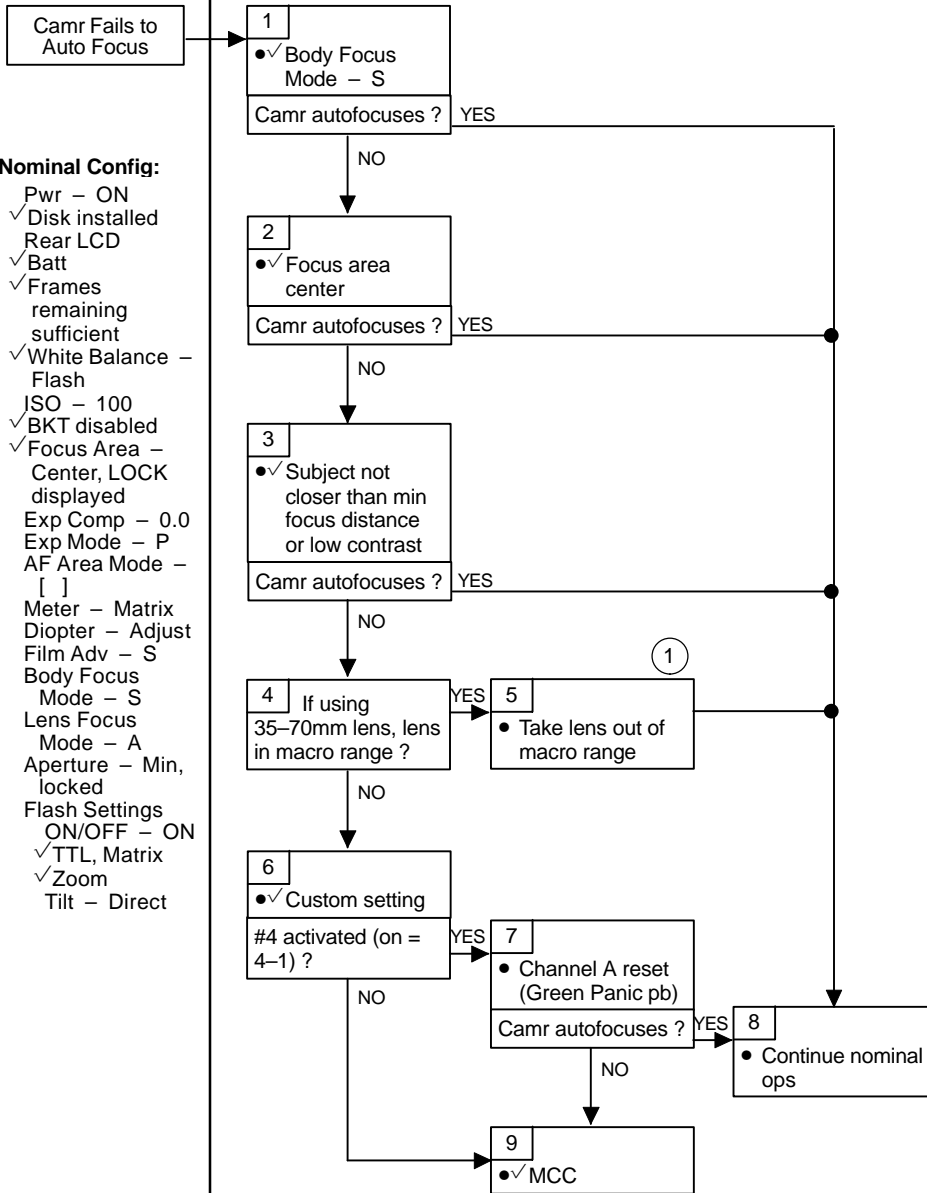 Camr Fails to
Auto Focus
Nominal Config:
Pwr – ON
✓Disk installed
Rear LCD
✓Batt
✓Frames
remaining
sufficient
✓White Balance –
Flash
ISO – 100
✓BKT disabled
✓Focus Area –
Center, LOCK
displayed
Exp Comp – 0.0
Exp Mode – P
AF Area Mode –
[ ]
Meter – Matrix
Diopter – Adjust
Film Adv – S
Body Focus
Mode – S
Lens Focus
Mode – A
Aperture – Min,
locked
Flash Settings
ON/OFF – ON
✓TTL, Matrix
✓Zoom
Tilt – Direct
1
●✓Body Focus
Mode – S
Camr autofocuses ?
YES
NO
2
●✓Focus area
center
Camr autofocuses ?
YES
NO
3
●✓Subject not
closer than min
focus distance
or low contrast
Camr autofocuses ?
YES
NO
4 If using
35–70mm lens, lens
in macro range ?
YES
NO
1
5
● Take lens out of
macro range
6
●✓Custom setting
#4 activated (on =
4–1) ?
YES
NO
7
● Channel A reset
(Green Panic pb)
Camr autofocuses ?
YES
NO
8
● Continue nominal
ops
9
●✓MCC